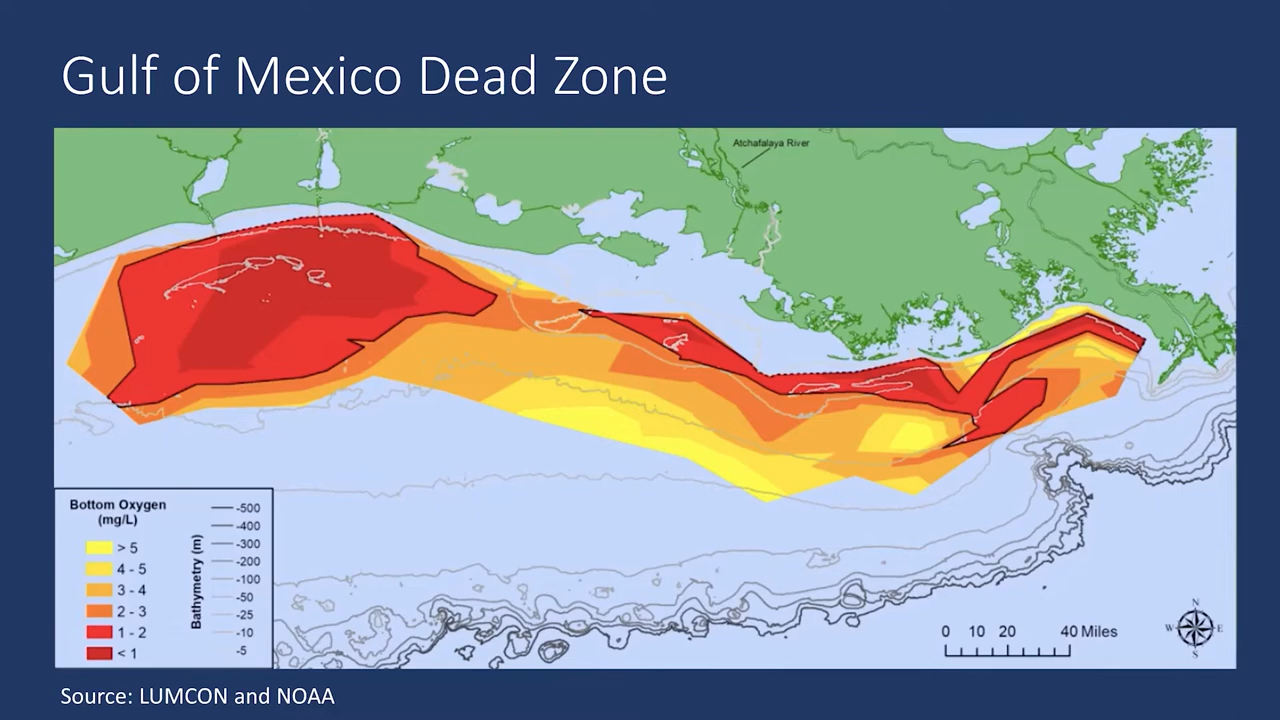 Gulf of Mexico Dead Zone
Atchafalaya River
Bottom Oxygen
(mg/L)
> 5
4 - 5
3 - 4
2 - 3
1 - 2
< 1
Bathymetry (m)
-500
-400
-300
-200
-100
-50
-25
-10
-5
0 10 20 40 Miles
N
W E
S
Source: LUMCON and NOAA